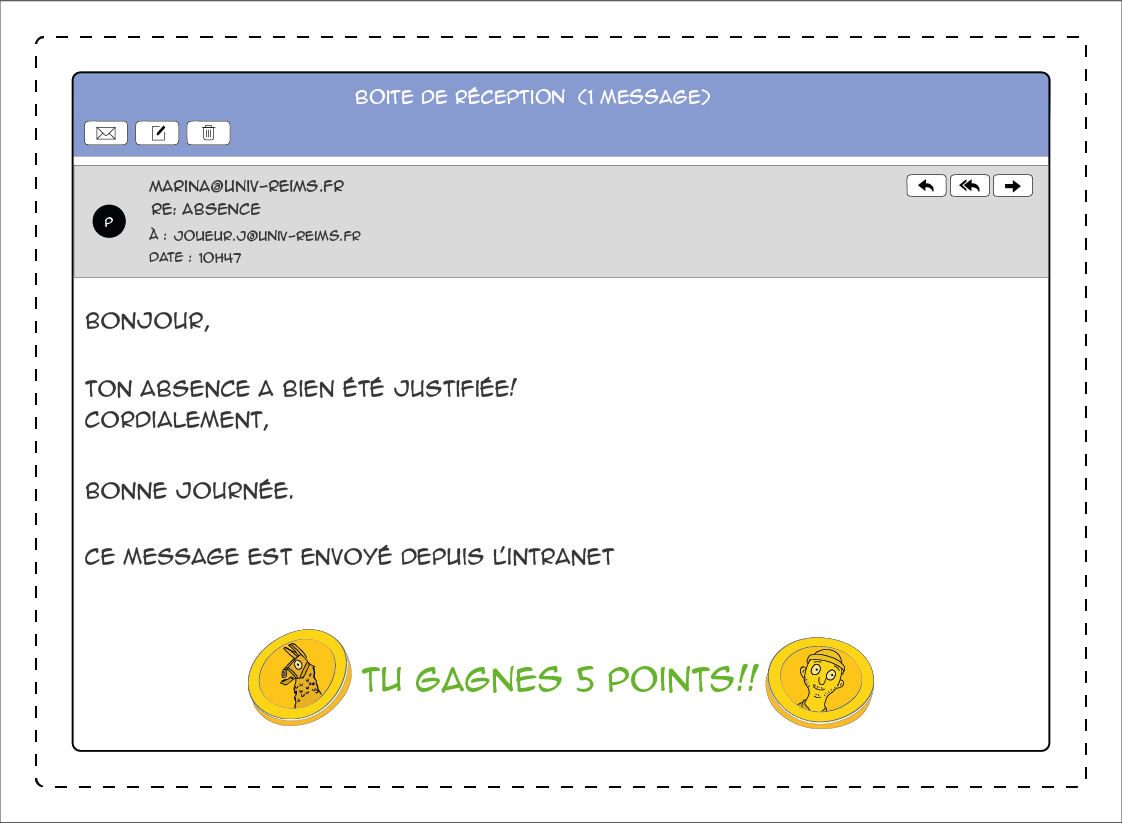 BOITE DE RÉCEPTION (1 MESSAGE)
MARINA@UNIV-REIMS.FR
RE: ABSENCE
P
À : JOUEUR.J@UNIV-REIMS.FR
DATE : 10H47
BONJOUR,
TON ABSENCE A BIEN ÉTÉ JUSTIFIÉE!
CORDIALEMENT,
BONNE JOURNÉE.
CE MESSAGE EST ENVOYÉ DEPUIS L'INTRANET
TU GAGNES 5 POINTS!!